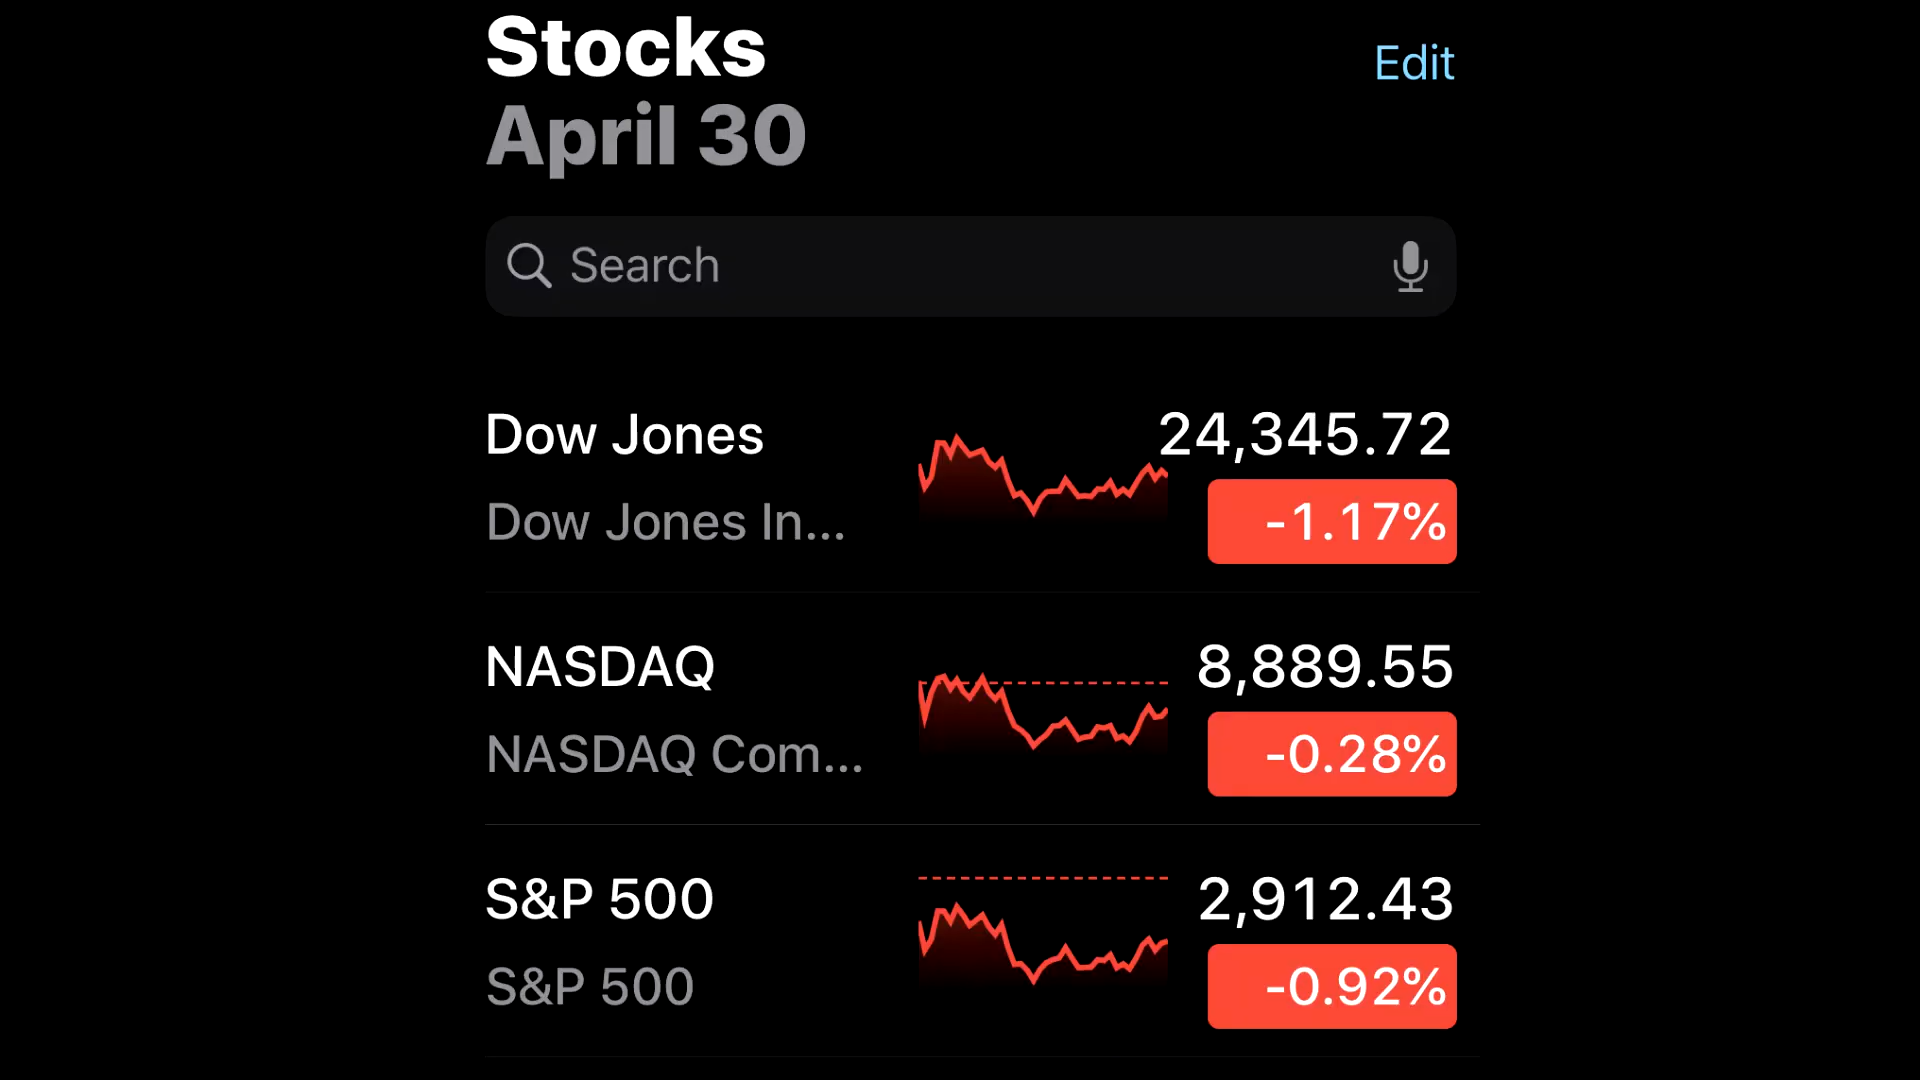 Stocks
Edit
April 30
Search
Dow Jones
24,345.72
Dow Jones In...
-1.17%
NASDAQ
8,889.55
NASDAQ Com...
-0.28%
S&P 500
2,912.43
S&P 500
-0.92%